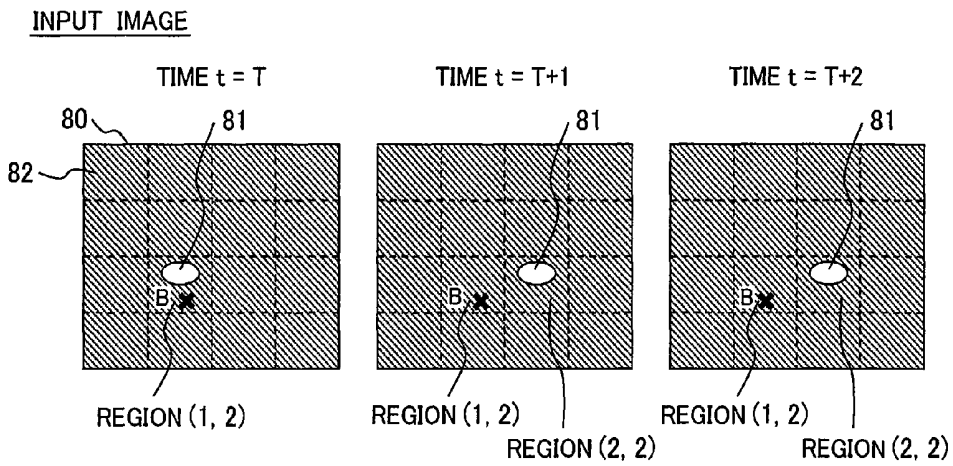 INPUT IMAGE
TIME t = T
TIME t = T+1
TIME t = T+2
80
81
81
81
82
B
B
B
REGION (1, 2)
REGION (1, 2)
REGION (1, 2)
REGION (2, 2)
REGION (2, 2)